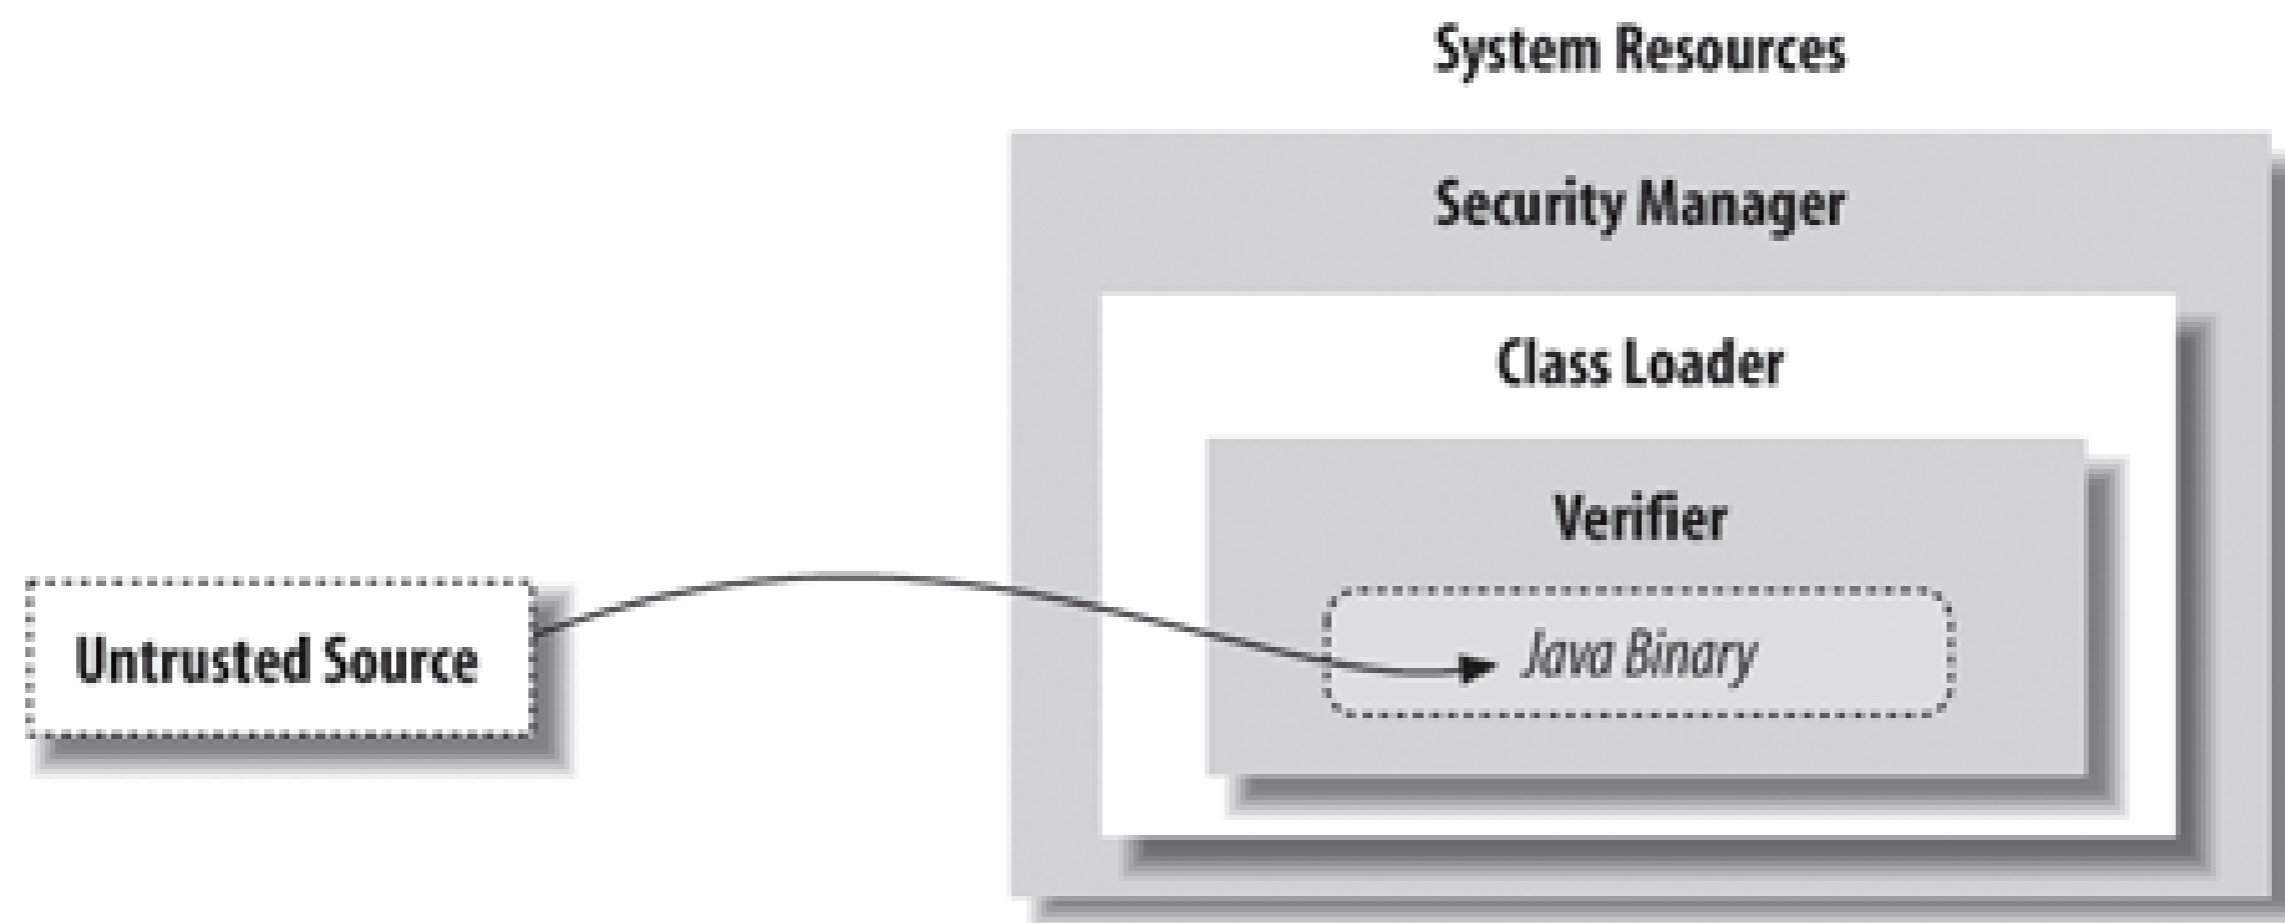 System Resources
Security Manager
Class Loader
Verifier
Untrusted Source
Java Binary